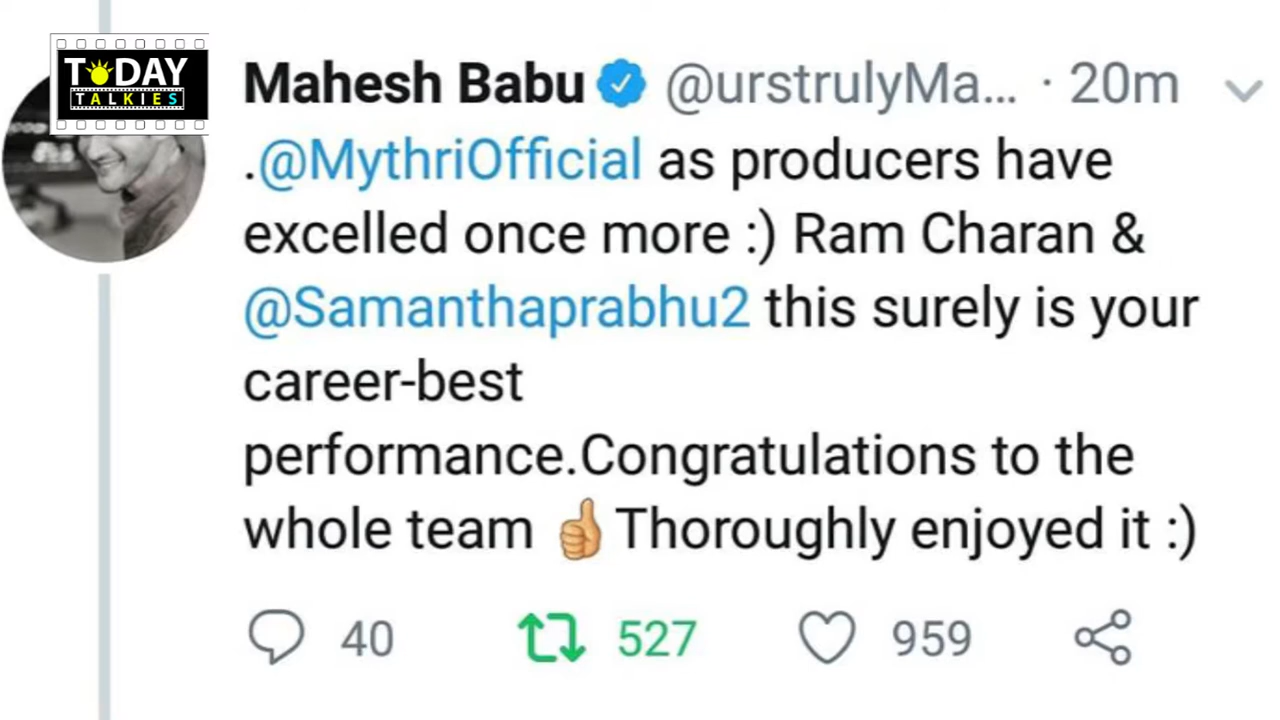 TODAY
TALKIES
Mahesh Babu @urstrulyMa... · 20m
.@MythriOfficial as producers have
excelled once more :) Ram Charan &
@Samanthaprabhu2 this surely is your
career-best
performance.Congratulations to the
whole team 👍Thoroughly enjoyed it :)
40 527 959